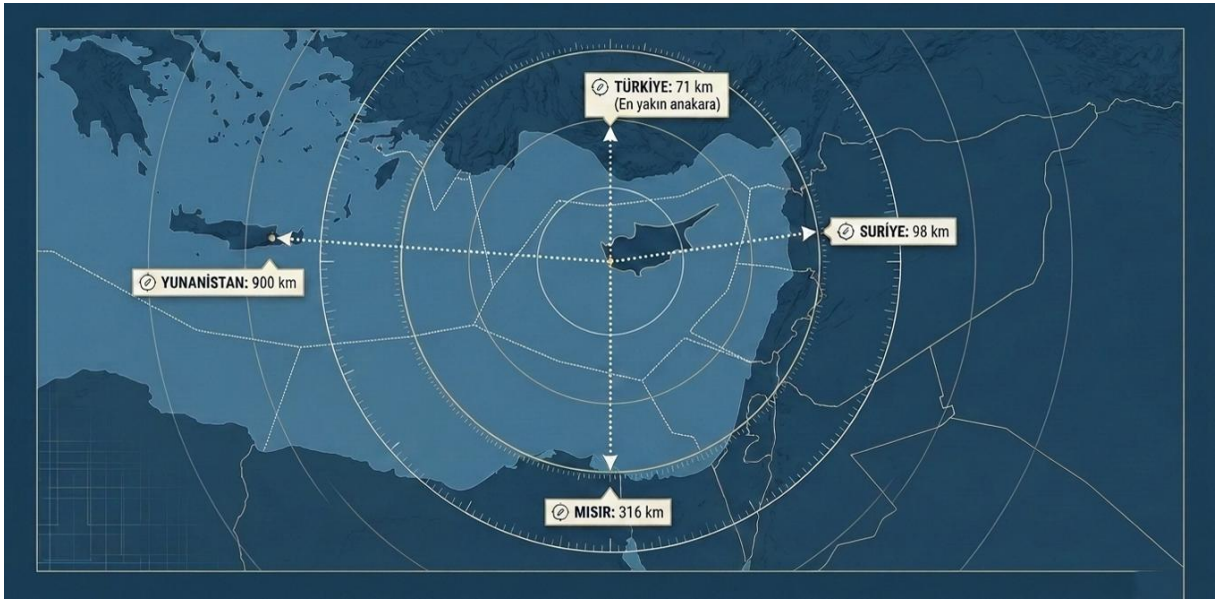 TÜRKİYE: 71 km
(En yakın anakara)
SURİYE: 98 km
YUNANİSTAN: 900 km
MISIR: 316 km